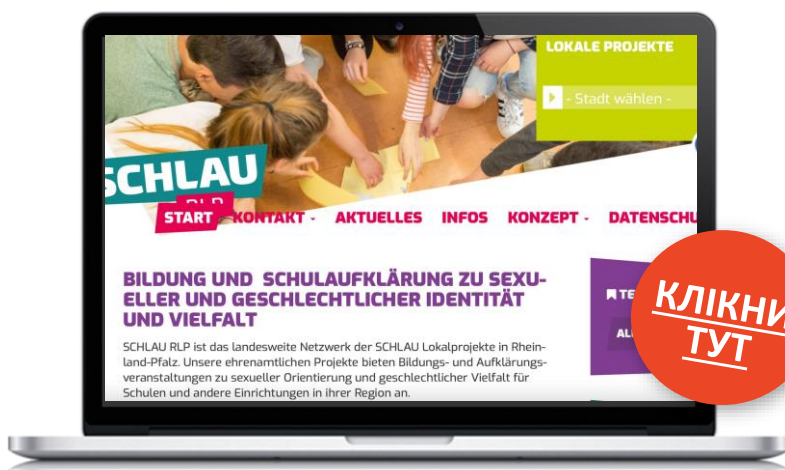 LOKALE PROJEKTE
- Stadt wählen -
SCHLAU
RLP
START KONTAKT - AKTUELLES INFOS KONZEPT - DATENSCHU
BILDUNG UND SCHULAUFKLÄRUNG ZU SEXU-
ELLER UND GESCHLECHTLICHER IDENTITÄT
UND VIELFALT
SCHLAU RLP ist das landesweite Netzwerk der SCHLAU Lokalprojekte in Rhein-
land-Pfalz. Unsere ehrenamtlichen Projekte bieten Bildungs- und Aufklärungs-
veranstaltungen zu sexueller Orientierung und geschlechtlicher Vielfalt für
Schulen und andere Einrichtungen in ihrer Region an.
TE
AL
КЛІКНИ
ТУТ